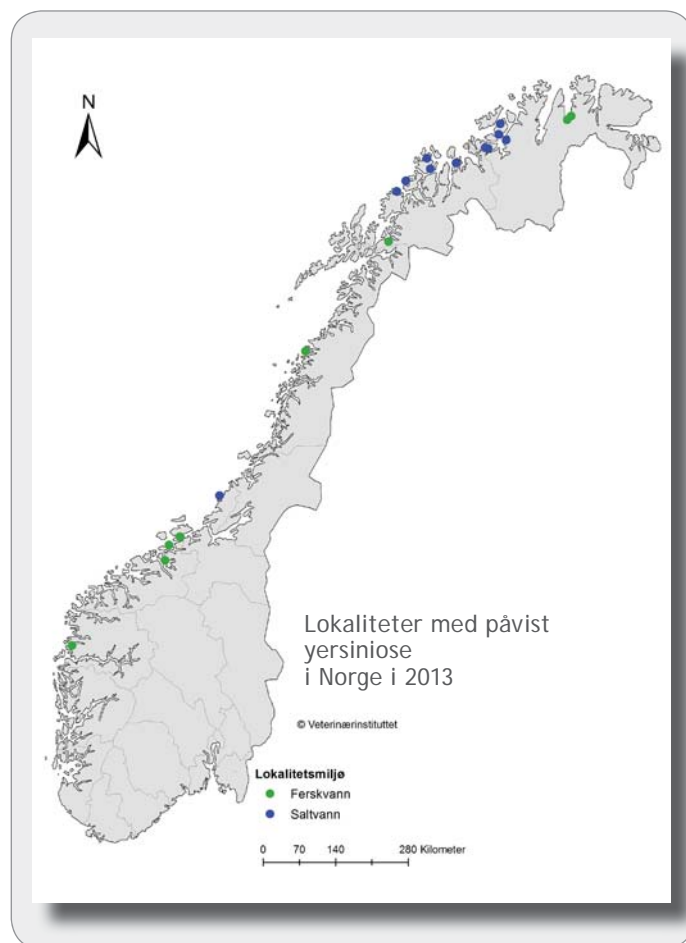 N
Lokaliteter med påvist
yersiniose
i Norge i 2013
© Veterinærinstituttet
Lokalitetsmiljø
Ferskvann
Saltvann
0 70 140 280 Kilometer